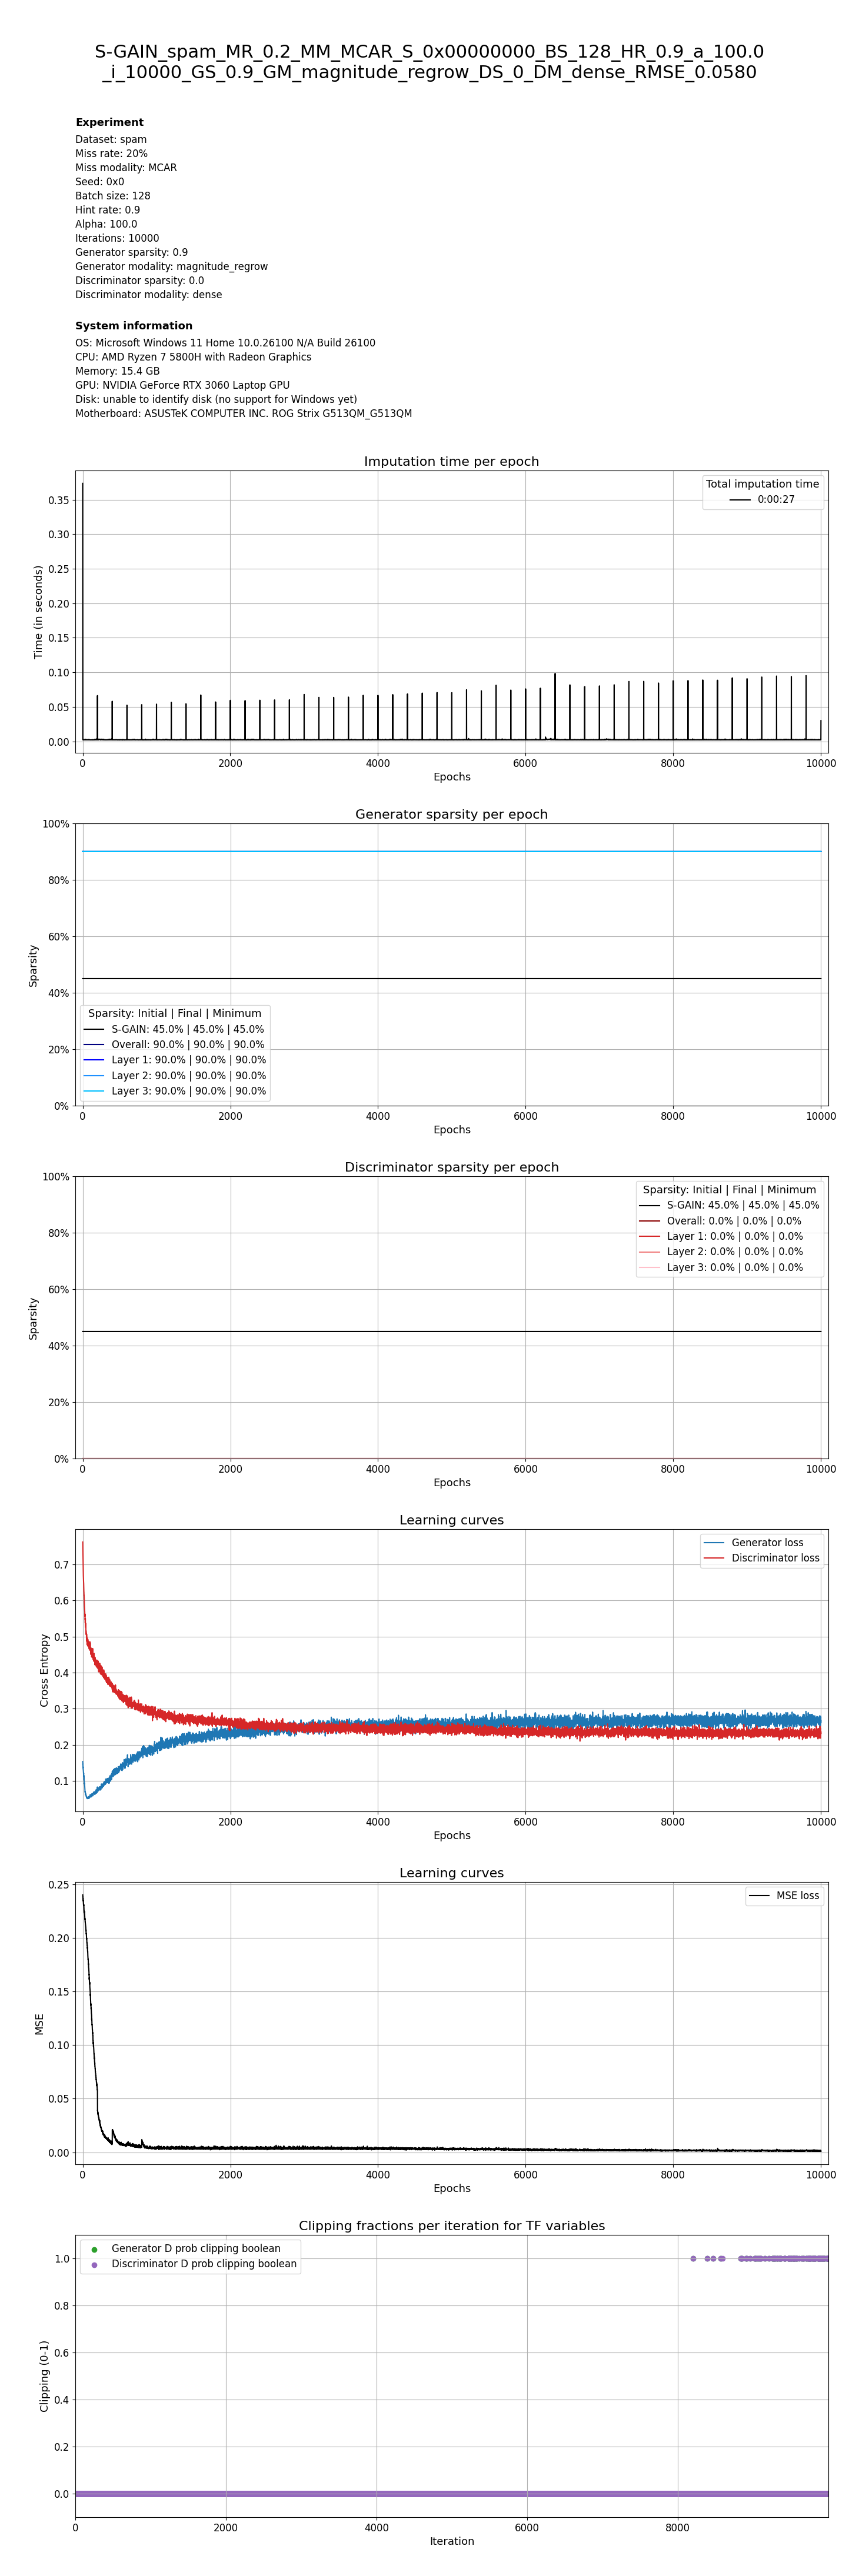 S-GAIN_spam_MR_0.2_MM_MCAR_S_0x00000000_BS_128_HR_0.9_a_100.0
_i_10000_GS_0.9_GM_magnitude_regrow_DS_0_DM_dense_RMSE_0.0580
Experiment
Dataset: spam
Miss rate: 20%
Miss modality: MCAR
Seed: 0x0
Batch size: 128
Hint rate: 0.9
Alpha: 100.0
Iterations: 10000
Generator sparsity: 0.9
Generator modality: magnitude_regrow
Discriminator sparsity: 0.0
Discriminator modality: dense
System information
OS: Microsoft Windows 11 Home 10.0.26100 N/A Build 26100
CPU: AMD Ryzen 7 5800H with Radeon Graphics
Memory: 15.4 GB
GPU: NVIDIA GeForce RTX 3060 Laptop GPU
Disk: unable to identify disk (no support for Windows yet)
Motherboard: ASUSTeK COMPUTER INC. ROG Strix G513QM_G513QM
Imputation time per epoch
Total imputation time
0:00:27
Time (in seconds)
0.35
0.30
0.25
0.20
0.15
0.10
0.05
0.00
0 2000 4000 6000 8000 10000
Epochs
Generator sparsity per epoch
Sparsity
100%
80%
60%
40%
20%
0%
Sparsity: Initial | Final | Minimum
S-GAIN: 45.0% | 45.0% | 45.0%
Overall: 90.0% | 90.0% | 90.0%
Layer 1: 90.0% | 90.0% | 90.0%
Layer 2: 90.0% | 90.0% | 90.0%
Layer 3: 90.0% | 90.0% | 90.0%
0 2000 4000 6000 8000 10000
Epochs
Discriminator sparsity per epoch
Sparsity
100%
80%
60%
40%
20%
0%
Sparsity: Initial | Final | Minimum
S-GAIN: 45.0% | 45.0% | 45.0%
Overall: 0.0% | 0.0% | 0.0%
Layer 1: 0.0% | 0.0% | 0.0%
Layer 2: 0.0% | 0.0% | 0.0%
Layer 3: 0.0% | 0.0% | 0.0%
0 2000 4000 6000 8000 10000
Epochs
Learning curves
Cross Entropy
0.7
0.6
0.5
0.4
0.3
0.2
0.1
Generator loss
Discriminator loss
0 2000 4000 6000 8000 10000
Epochs
Learning curves
MSE
0.25
0.20
0.15
0.10
0.05
0.00
MSE loss
0 2000 4000 6000 8000 10000
Epochs
Clipping fractions per iteration for TF variables
Clipping (0-1)
1.0
0.8
0.6
0.4
0.2
0.0
Generator D prob clipping boolean
Discriminator D prob clipping boolean
0 2000 4000 6000 8000
Iteration